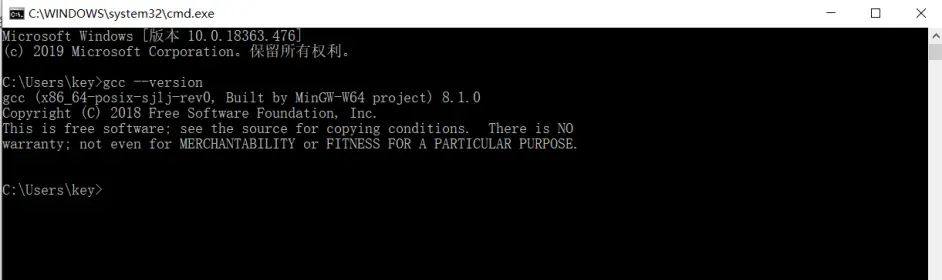 C:\WINDOWS\system32\cmd.exe
Microsoft Windows [版本 10.0.18363.476]
(c) 2019 Microsoft Corporation。保留所有权利。
C:\Users\key>gcc --version
gcc (x86_64-posix-sjlj-rev0, Built by MinGW-W64 project) 8.1.0
Copyright (C) 2018 Free Software Foundation, Inc.
This is free software; see the source for copying conditions.  There is NO
warranty; not even for MERCHANTABILITY or FITNESS FOR A PARTICULAR PURPOSE.
C:\Users\key>